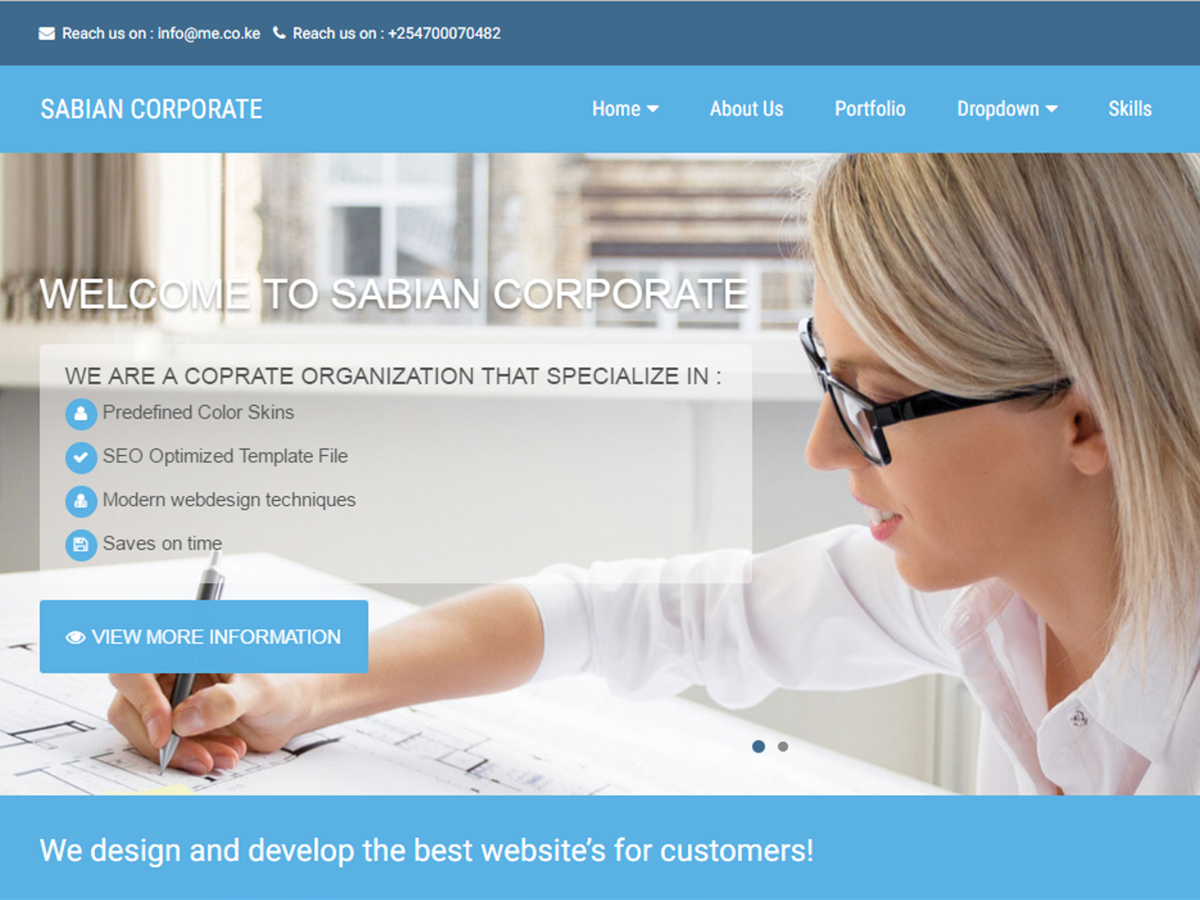 Reach us on : info@me.co.ke Reach us on : +254700070482
SABIAN CORPORATE Home About Us Portfolio Dropdown Skills
WELCOME TO SABIAN CORPORATE
WE ARE A COPRATE ORGANIZATION THAT SPECIALIZE IN :
Predefined Color Skins
SEO Optimized Template File
Modern webdesign techniques
Saves on time
VIEW MORE INFORMATION
We design and develop the best website’s for customers!